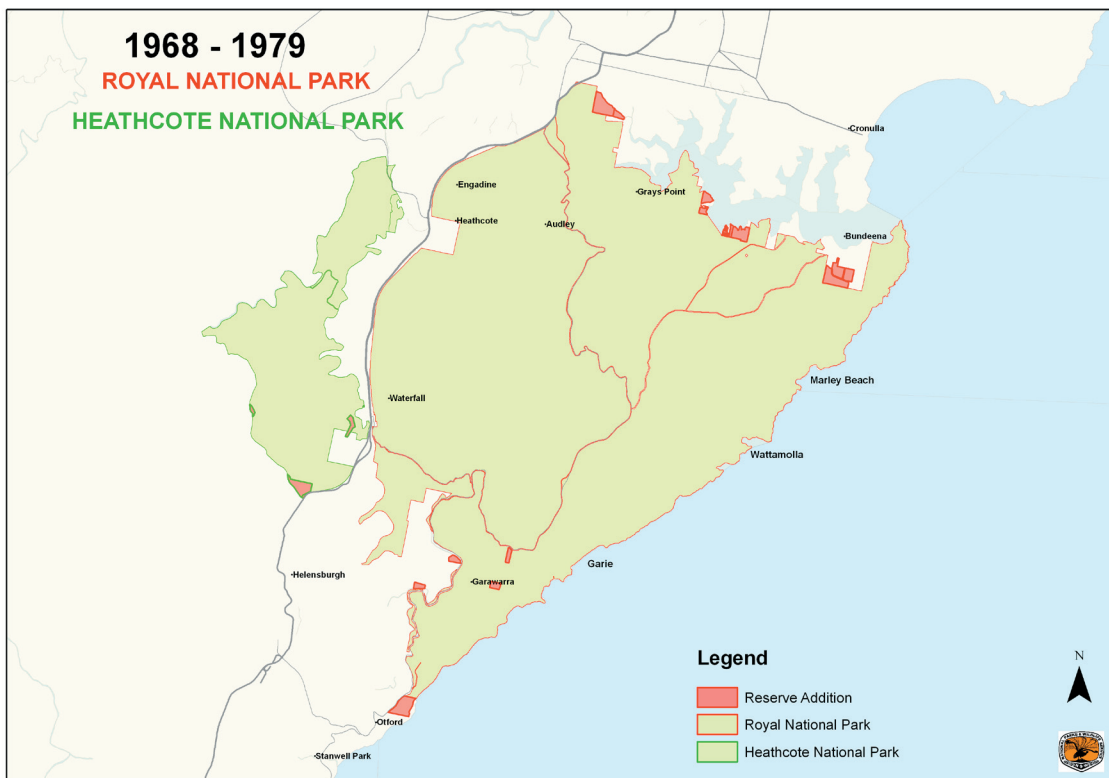 1968 - 1979
ROYAL NATIONAL PARK
HEATHCOTE NATIONAL PARK
Cronulla
Engadine
Grays Point
Heathcote
Audley
Bundeena
Marley Beach
Waterfall
Wattamolla
Garie
Helensburgh
Garawarra
Legend
N
Reserve Addition
Royal National Park
Otford
Heathcote National Park
Stanwell Park